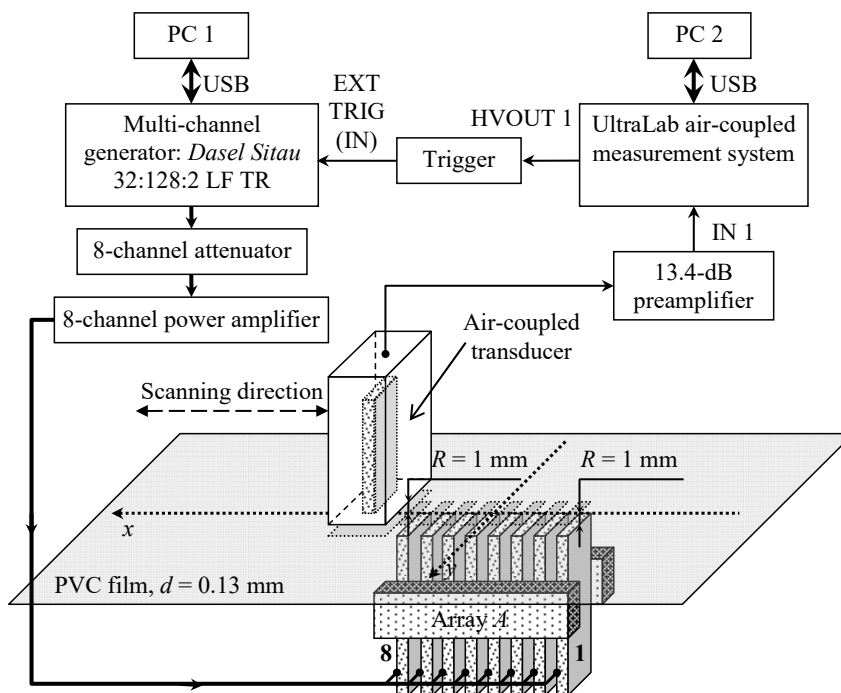 PC 1
PC 2
USB
EXT
TRIG
(IN)
HVOUT 1
USB
Multi-channel
generator: Dasel Sitau
32:128:2 LF TR
Trigger
UltraLab air-coupled
measurement system
8-channel attenuator
IN 1
13.4-dB
preamplifier
8-channel power amplifier
Air-coupled
transducer
Scanning direction
R = 1 mm
R = 1 mm
x
y
PVC film, d = 0.13 mm
Array A
8
1